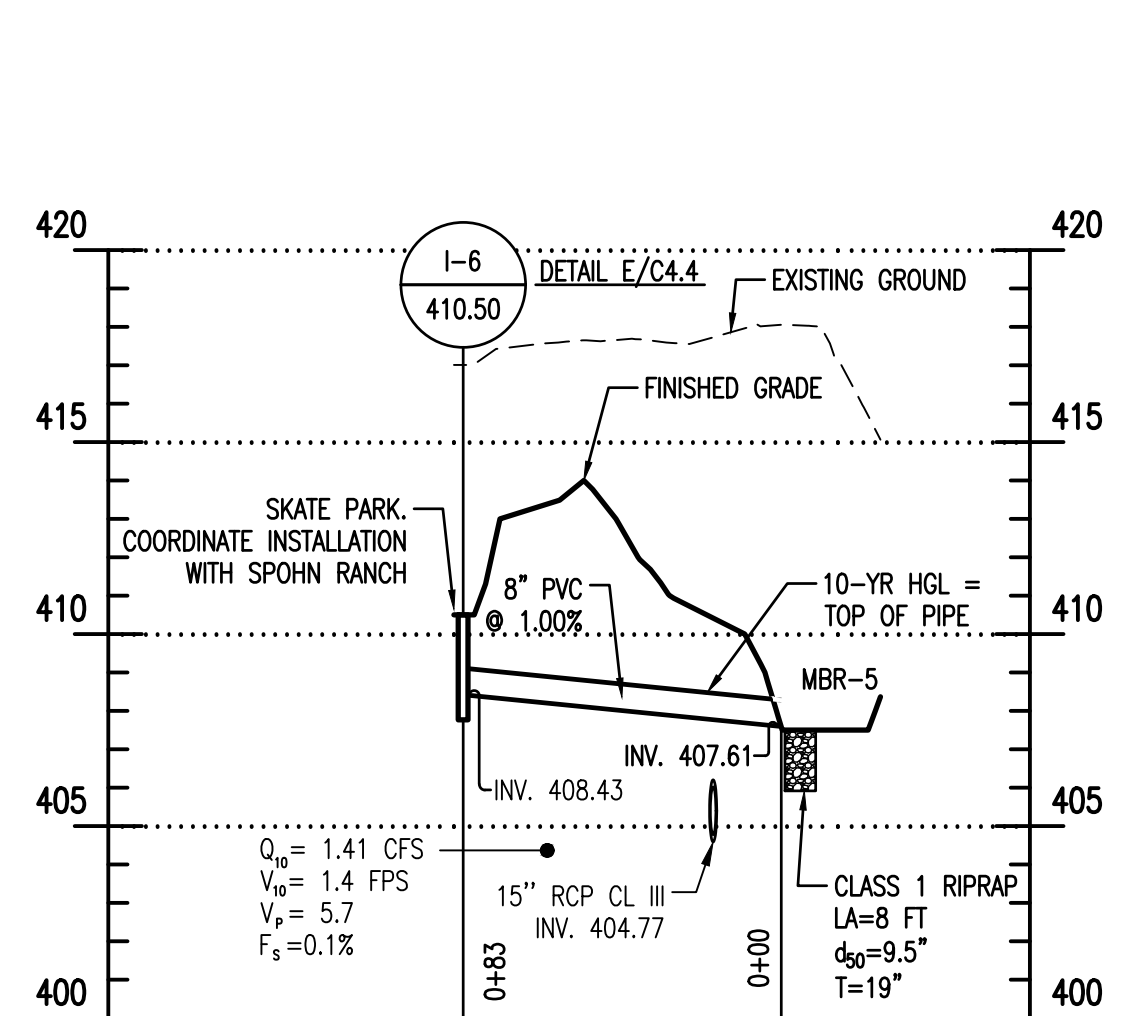 420
420
I-6
410.50
DETAIL E/C4.4
EXISTING GROUND
FINISHED GRADE
415
415
SKATE PARK.
COORDINATE INSTALLATION
WITH SPOHN RANCH
8" PVC
@ 1.00%
10-YR HGL =
TOP OF PIPE
410
410
MBR-5
INV. 407.61
INV. 408.43
405
405
Q10= 1.41 CFS
V10= 1.4 FPS
VP= 5.7
FS=0.1%
15" RCP CL III
INV. 404.77
CLASS 1 RIPRAP
LA=8 FT
d50=9.5"
T=19"
0+83
0+00
400
400